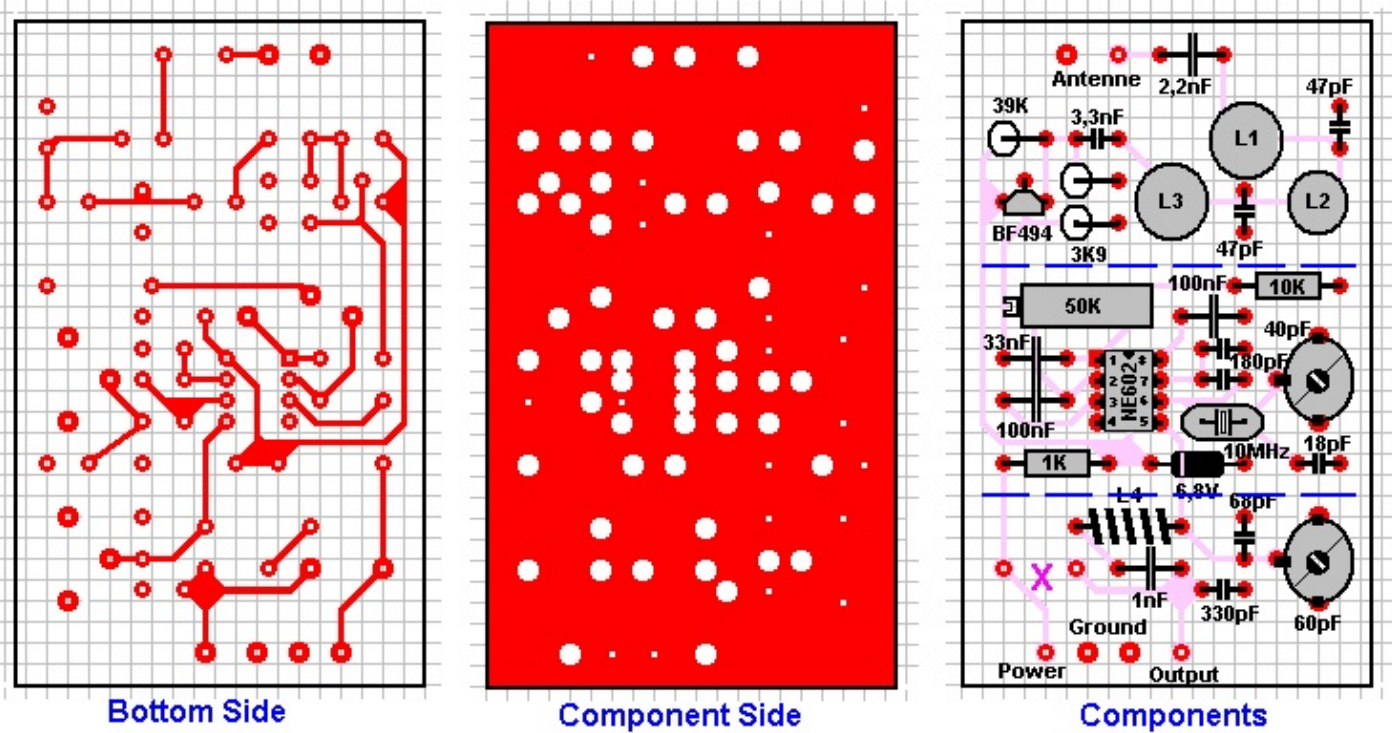 Antenne
2,2nF
47pF
39K
3,3nF
L1
L3
L2
BF494
3K9
47pF
100nF
10K
50K
40pF
33nF
180pF
1 8
2 7
3 6
4 5
NE602
100nF
10MHz
18pF
1K
6,8V
L4
68pF
X
1nF
330pF
60pF
Ground
Power
Output
Bottom Side
Component Side
Components